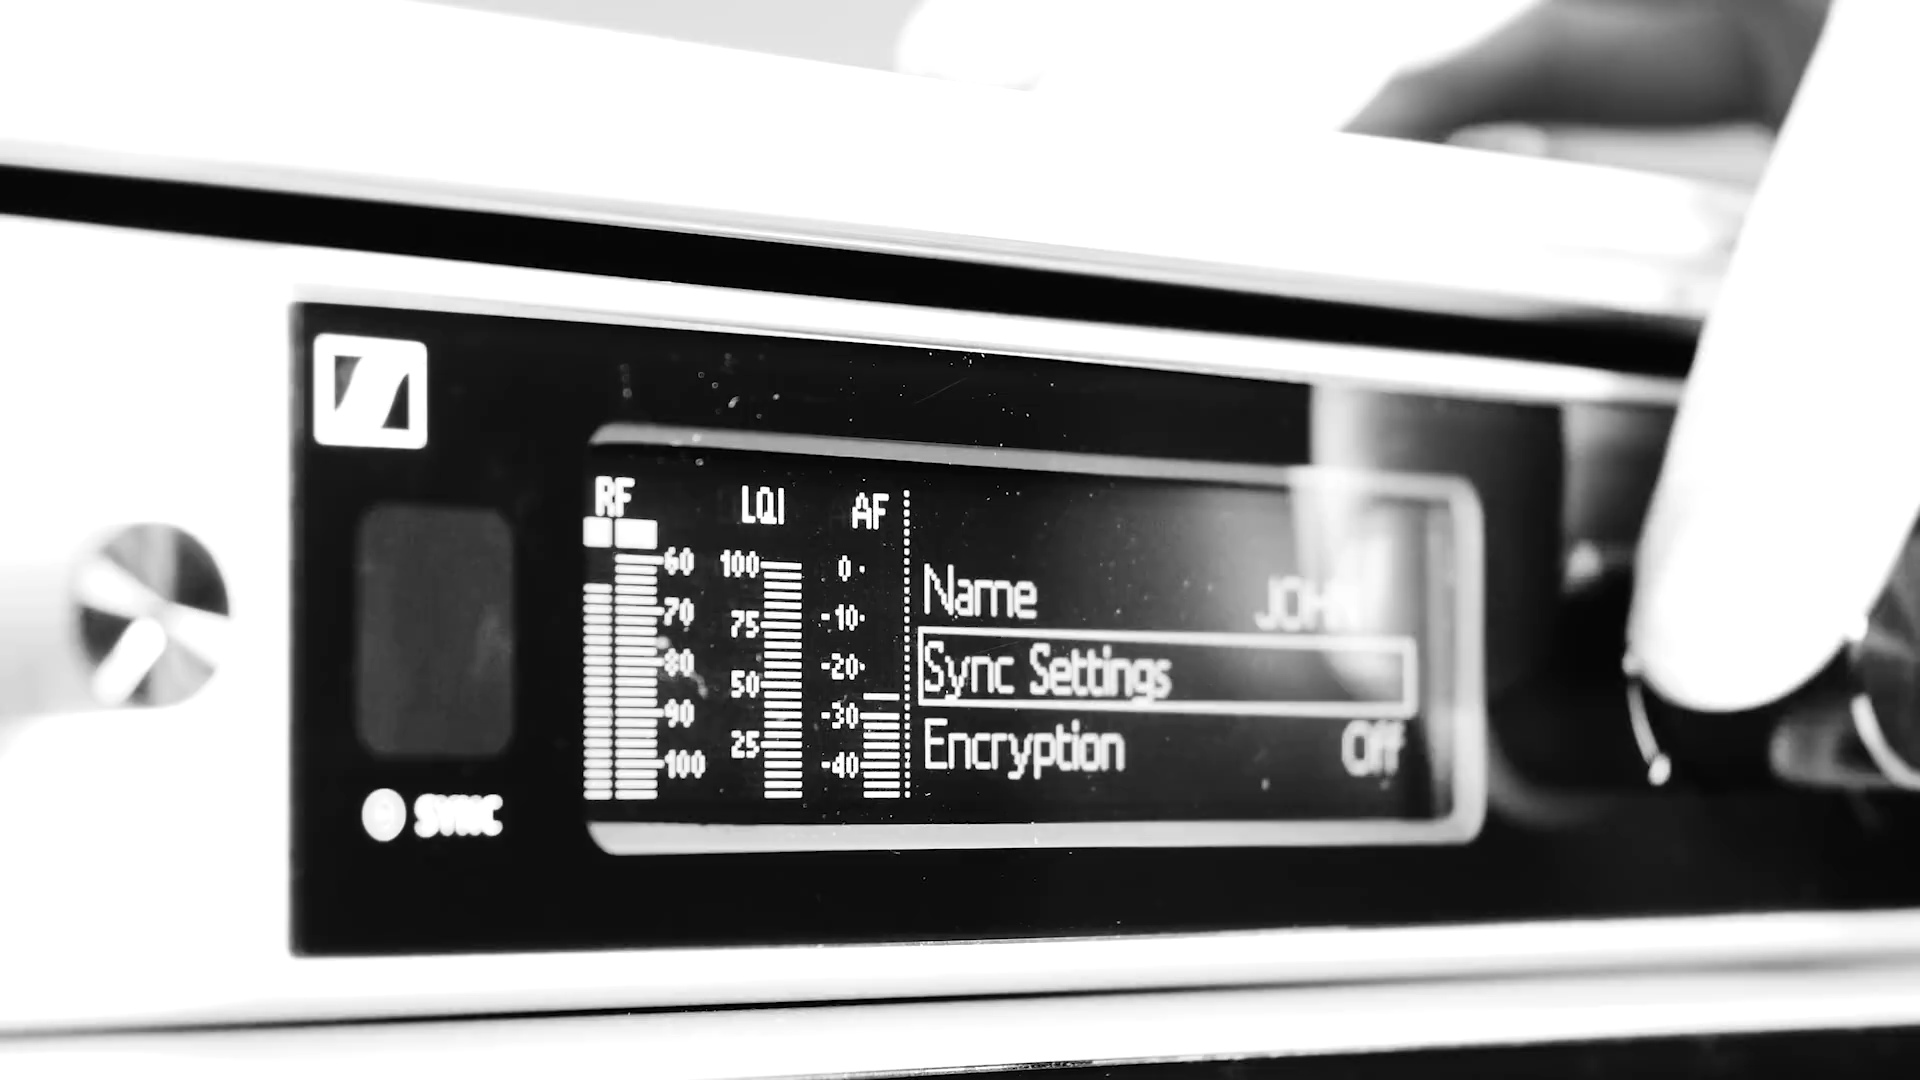 RF LQI AF
60 100 0
70 75 -10
80 50 -20
90 25 -30
100 -40
Name JOHN
Sync Settings
Encryption Off
SYNC